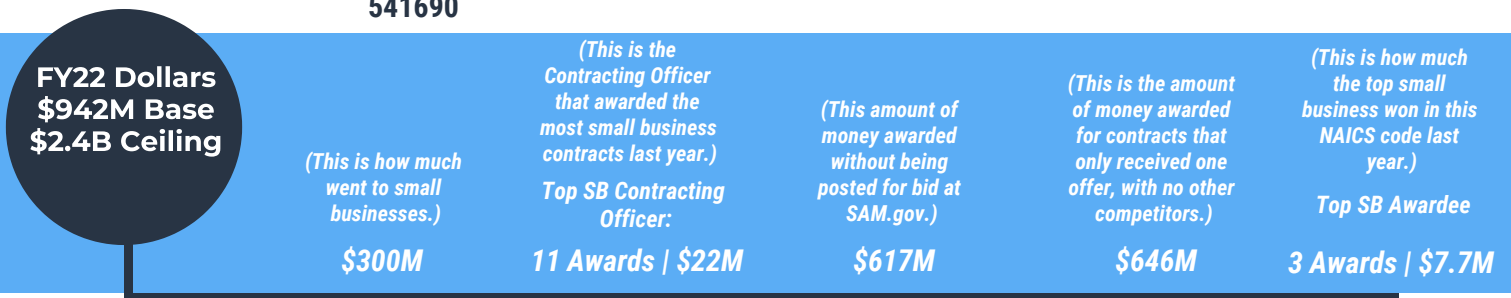 541690
FY22 Dollars
$942M Base
$2.4B Ceiling
(This is how much
went to small
businesses.)
$300M
(This is the
Contracting Officer
that awarded the
most small business
contracts last year.)
Top SB Contracting
Officer:
11 Awards | $22M
(This amount of
money awarded
without being
posted for bid at
SAM.gov.)
$617M
(This is the amount
of money awarded
for contracts that
only received one
offer, with no other
competitors.)
$646M
(This is how much
the top small
business won in this
NAICS code last
year.)
Top SB Awardee
3 Awards | $7.7M